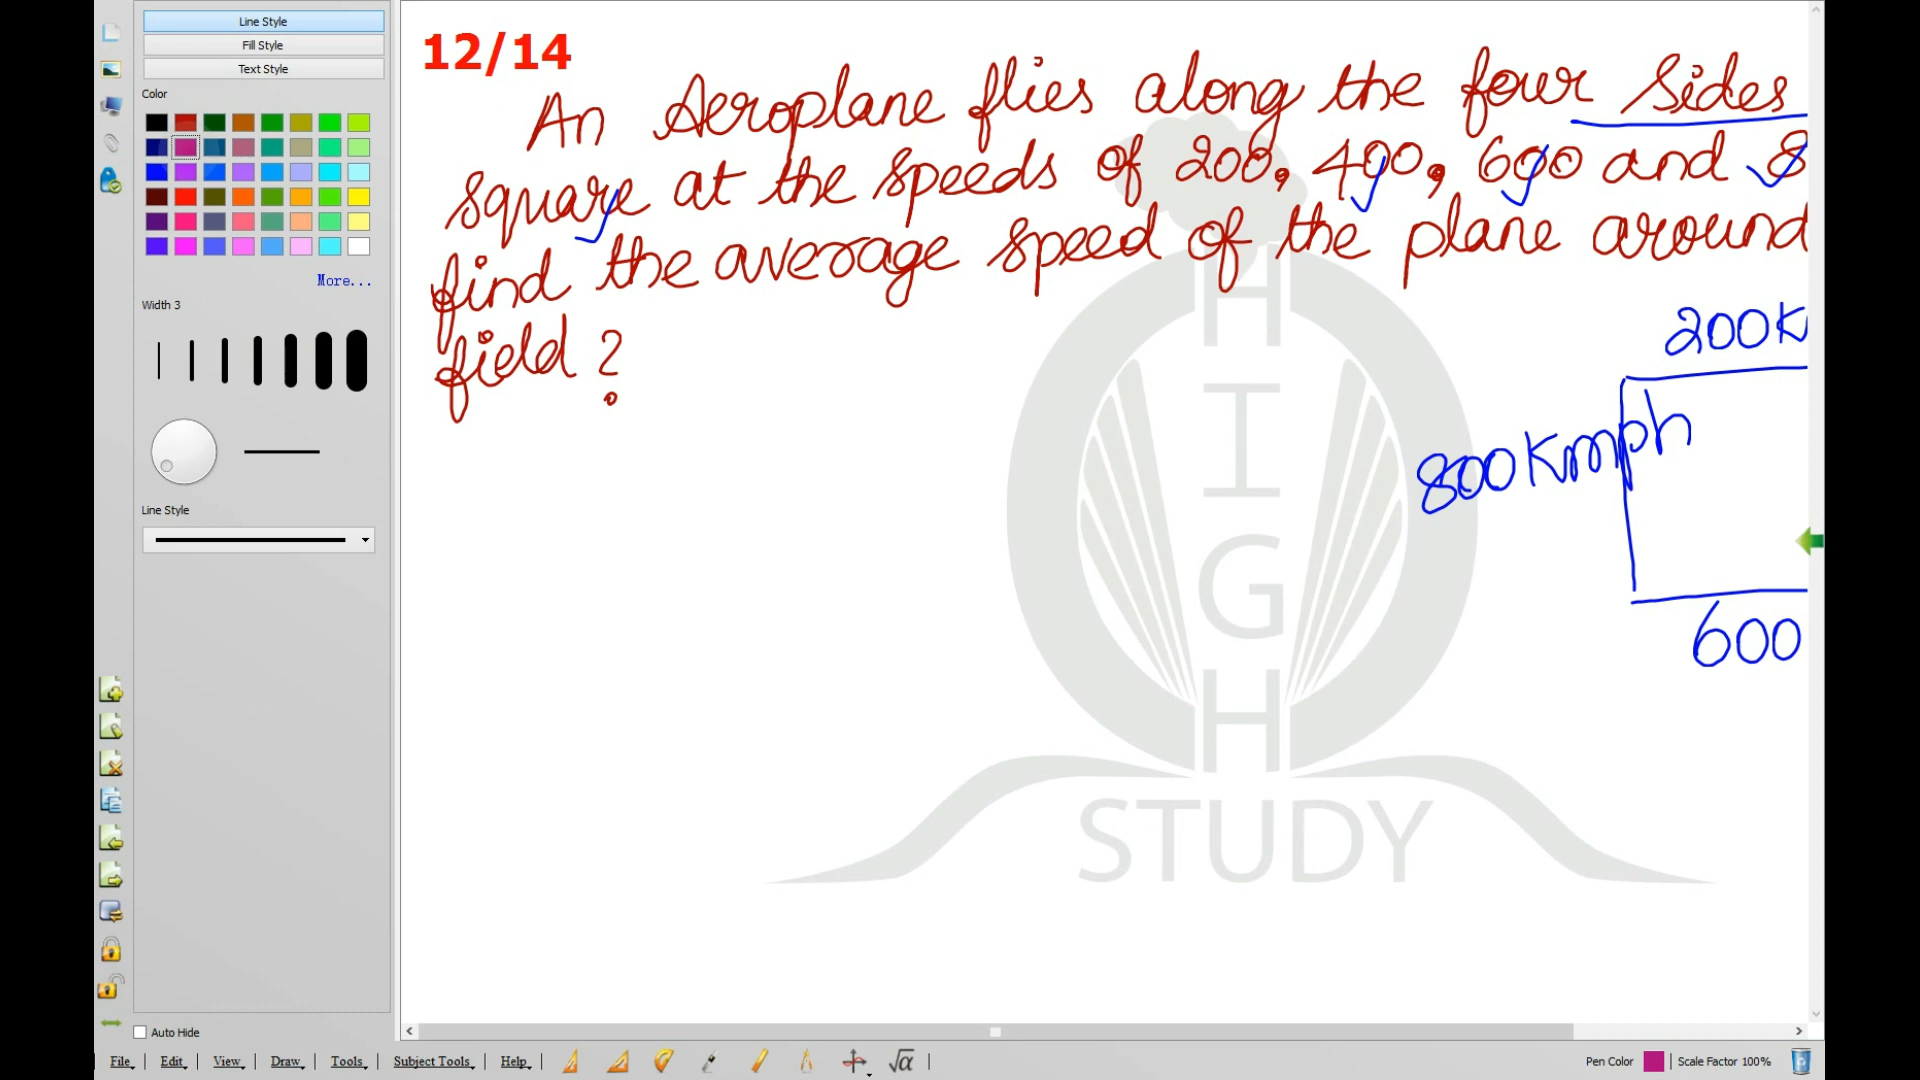 Line Style
Fill Style
Text Style
Color
More...
Width 3
Line Style
Auto Hide
12/14
An Aeroplane flies along the four Sides
square at the speeds of 200, 400, 600 and 8
find the average speed of the plane around
field ?
200K
800Kmph
600
HIGH
STUDY
File
Edit
View
Draw
Tools
Subject Tools
Help
√α
Pen Color
Scale Factor 100%